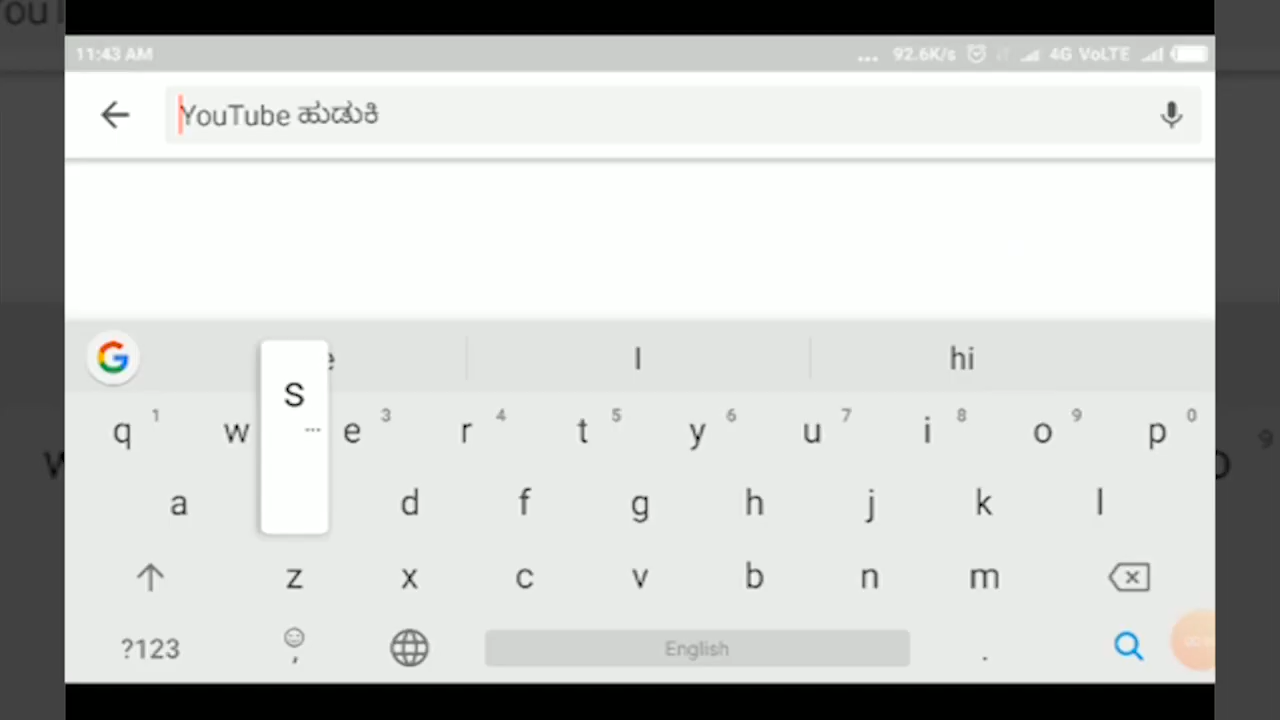 11:43 AM ... 92.6K/s 4G VoLTE
YouTube ಹುಡುಕಿ
I hi
q 1 w e 3 r 4 t 5 y 6 u 7 i 8 o 9 p 0
S
a d f g h j k l
z x c v b n m
?123 , English .